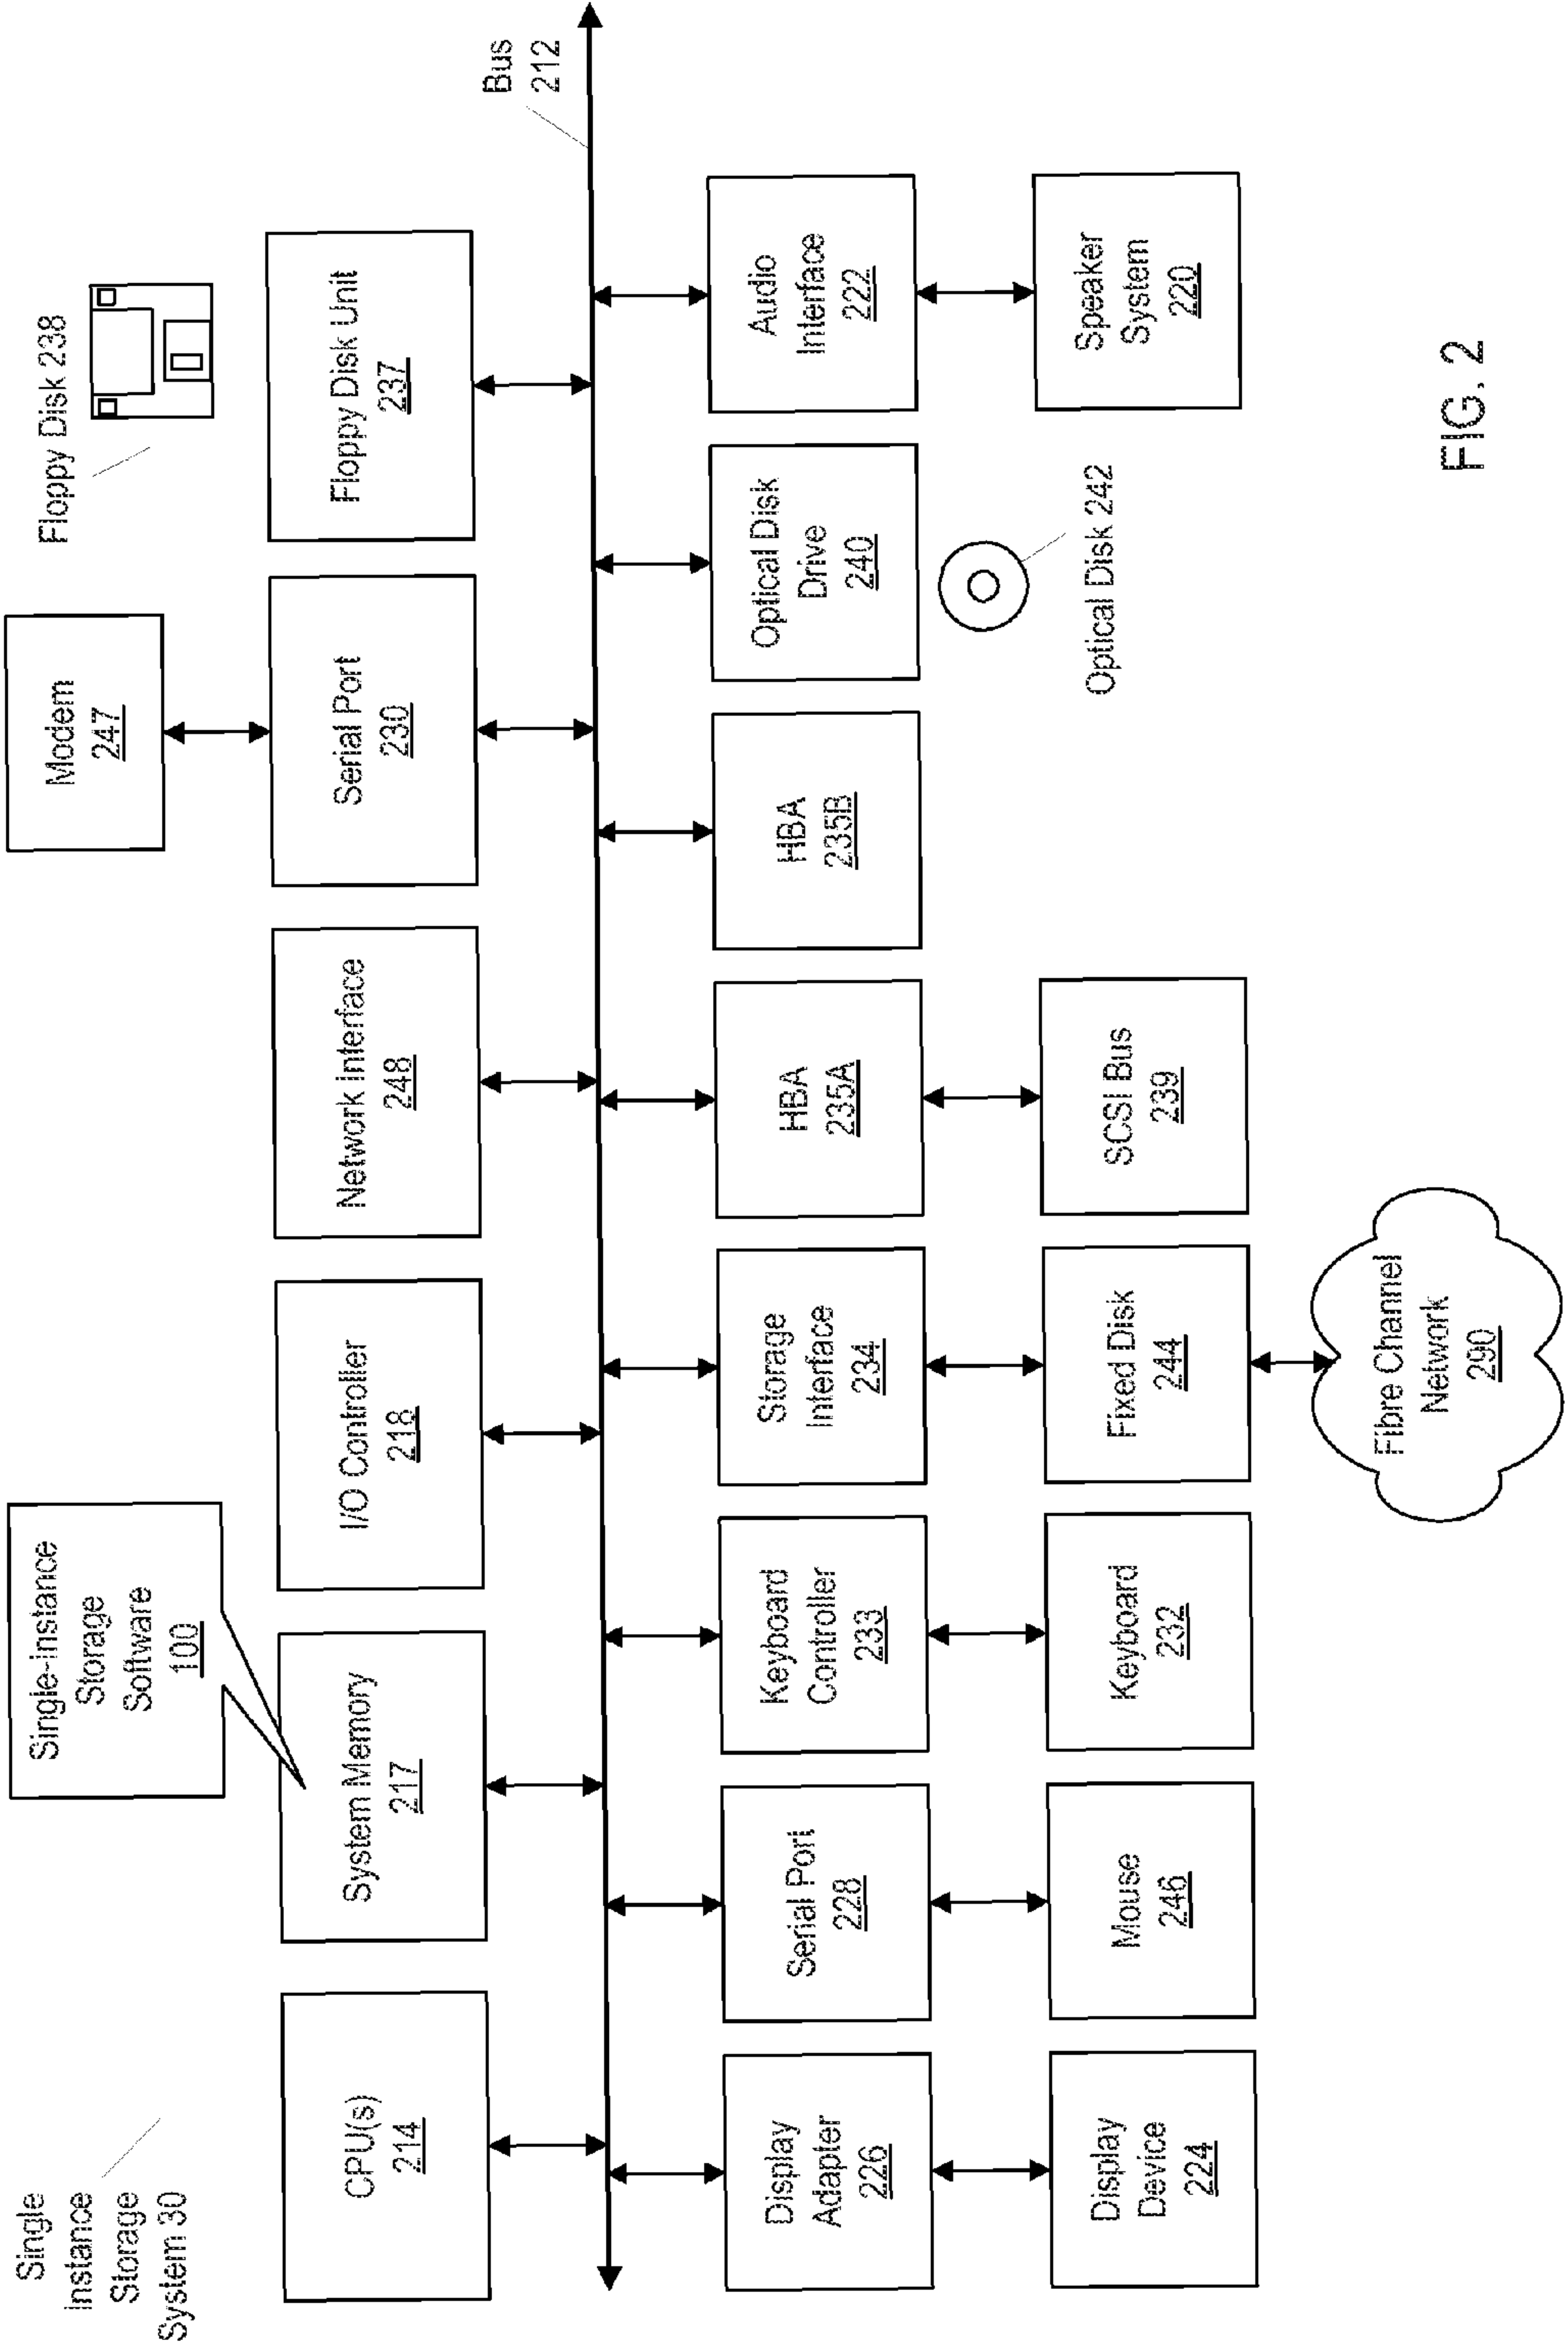 Single
Instance
Storage
System 30
Single-Instance
Storage
Software
100
Modem
247
Floppy Disk 238
CPU(s)
214
System Memory
217
I/O Controller
218
Network Interface
248
Serial Port
230
Floppy Disk Unit
237
Bus
212
Display
Adapter
226
Serial Port
228
Keyboard
Controller
233
Storage
Interface
234
HBA
235A
HBA
235B
Optical Disk
Drive
240
Audio
Interface
222
Display
Device
224
Mouse
246
Keyboard
232
Fixed Disk
244
SCSI Bus
239
Optical Disk 242
Speaker
System
220
Fibre Channel
Network
290
FIG. 2